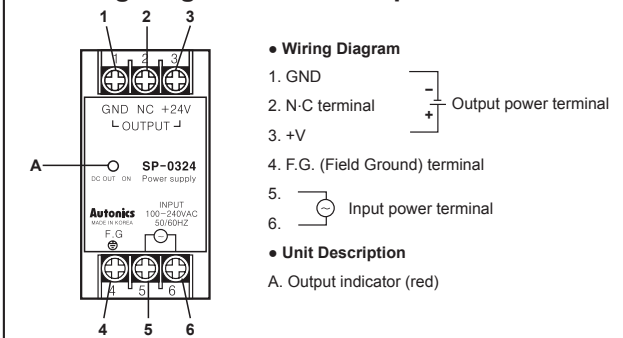 1 2 3
1 2 3
GND NC +24V
OUTPUT
A
DC OUT ON
SP-0324
Power supply
Autonics
MADE IN KOREA
INPUT
100-240VAC
50/60HZ
F.G
4 5 6
4 5 6
● Wiring Diagram
1. GND
2. N·C terminal
3. +V
−
+
Output power terminal
4. F.G. (Field Ground) terminal
5.
6.
Input power terminal
● Unit Description
A. Output indicator (red)